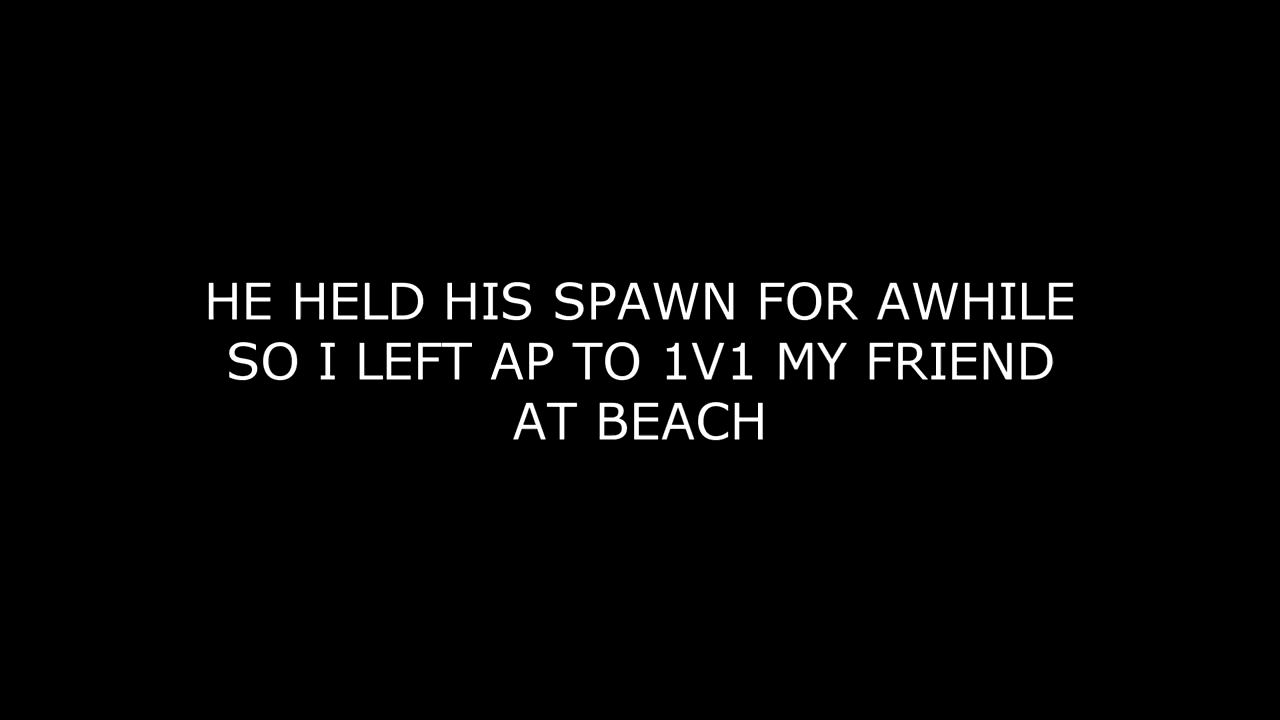 HE HELD HIS SPAWN FOR AWHILE
SO I LEFT AP TO 1V1 MY FRIEND
AT BEACH